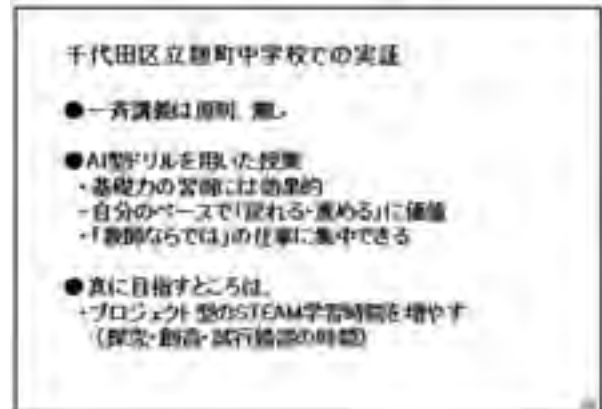 千代田区立麹町中学校での実証
●一斉講義は原則、無し
●AI型ドリルを用いた授業
・基礎力の習得には効果的
・自分のペースで「戻れる・進める」に価値
・「教師ならでは」の仕事に集中できる
●真に目指すところは、
・プロジェクト型のSTEAM学習時間を増やす
（探究・創造・試行錯誤の時間）